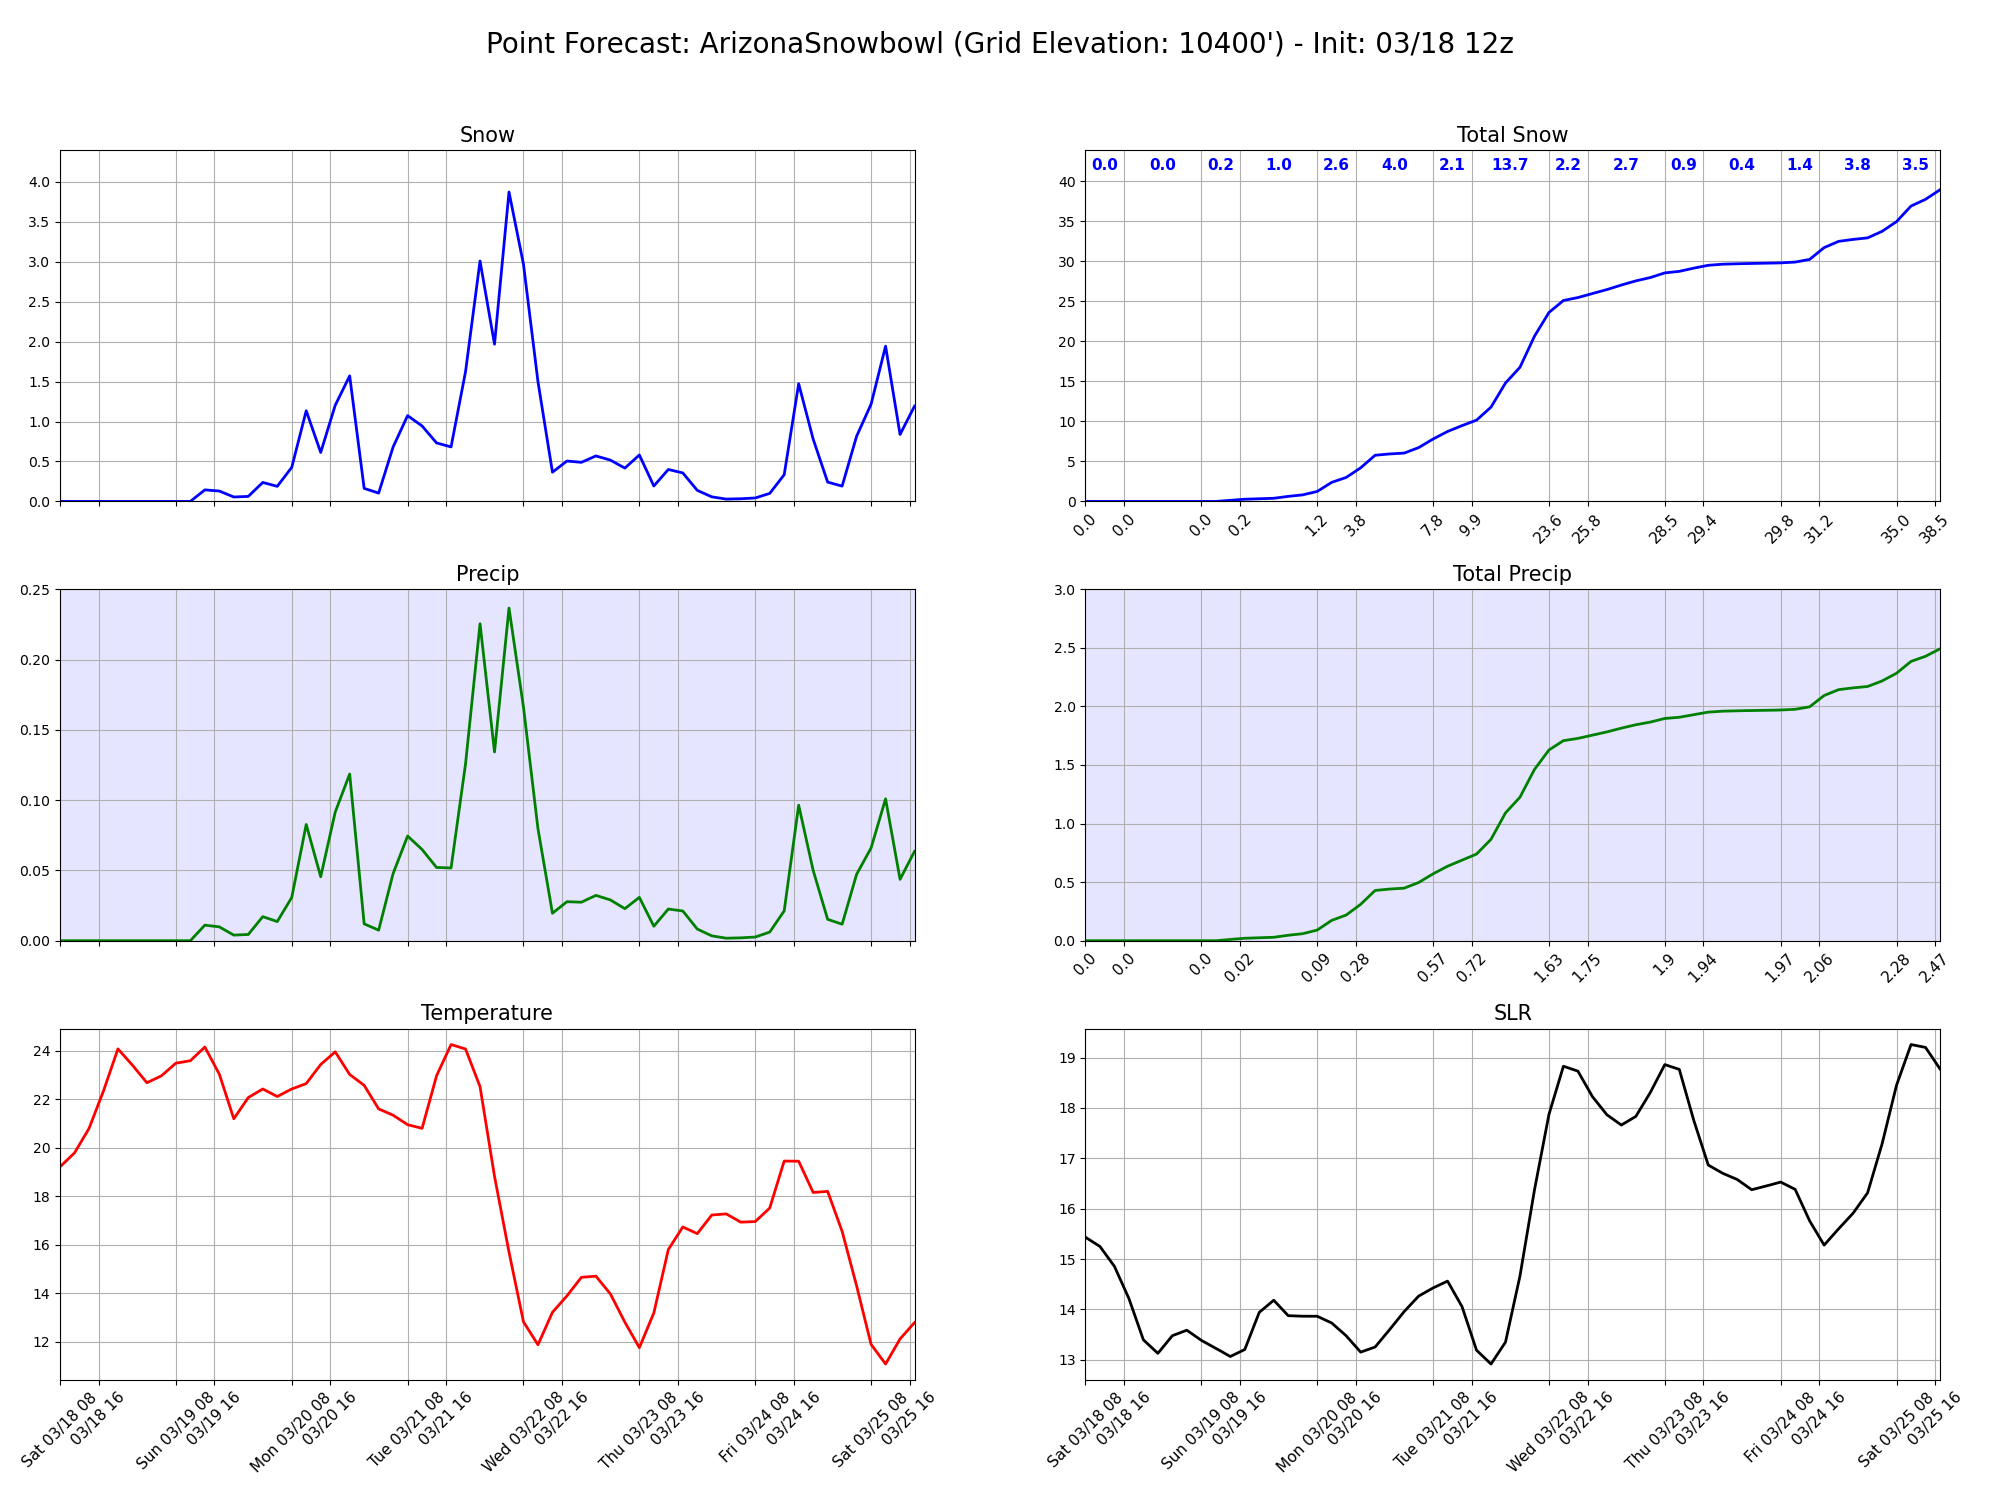 Point Forecast: ArizonaSnowbowl (Grid Elevation: 10400') - Init: 03/18 12z
Snow
4.0
3.5
3.0
2.5
2.0
1.5
1.0
0.5
0.0
Total Snow
0.0 0.0 0.2 1.0 2.6 4.0 2.1 13.7 2.2 2.7 0.9 0.4 1.4 3.8 3.5
40
35
30
25
20
15
10
5
0
0.0 0.0 0.0 0.2 1.2 3.8 7.8 9.9 23.6 25.8 28.5 29.4 29.8 31.2 35.0 38.5
Precip
0.25
0.20
0.15
0.10
0.05
0.00
Total Precip
3.0
2.5
2.0
1.5
1.0
0.5
0.0
0.0 0.0 0.0 0.02 0.09 0.28 0.57 0.72 1.63 1.75 1.9 1.94 1.97 2.06 2.28 2.47
Temperature
24
22
20
18
16
14
12
Sat 03/18 08
03/18 16
Sun 03/19 08
03/19 16
Mon 03/20 08
03/20 16
Tue 03/21 08
03/21 16
Wed 03/22 08
03/22 16
Thu 03/23 08
03/23 16
Fri 03/24 08
03/24 16
Sat 03/25 08
03/25 16
SLR
19
18
17
16
15
14
13
Sat 03/18 08
03/18 16
Sun 03/19 08
03/19 16
Mon 03/20 08
03/20 16
Tue 03/21 08
03/21 16
Wed 03/22 08
03/22 16
Thu 03/23 08
03/23 16
Fri 03/24 08
03/24 16
Sat 03/25 08
03/25 16